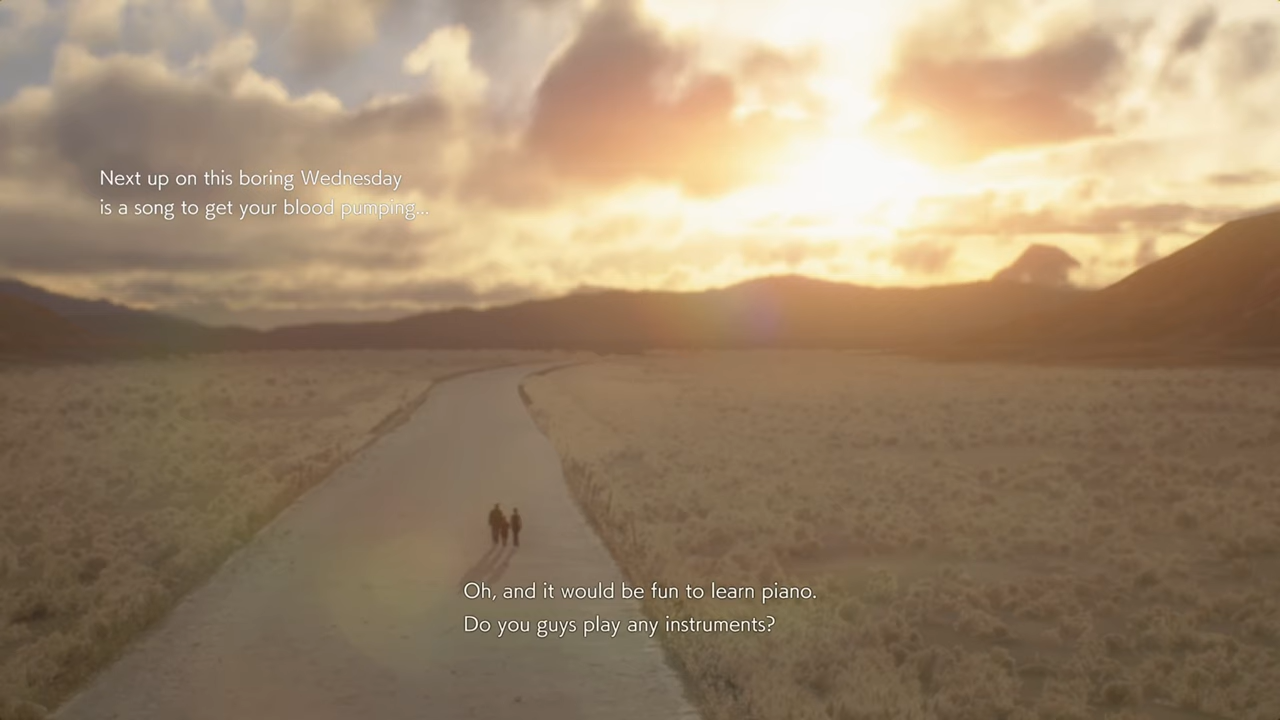 Next up on this boring Wednesday
is a song to get your blood pumping...
Oh, and it would be fun to learn piano.
Do you guys play any instruments?